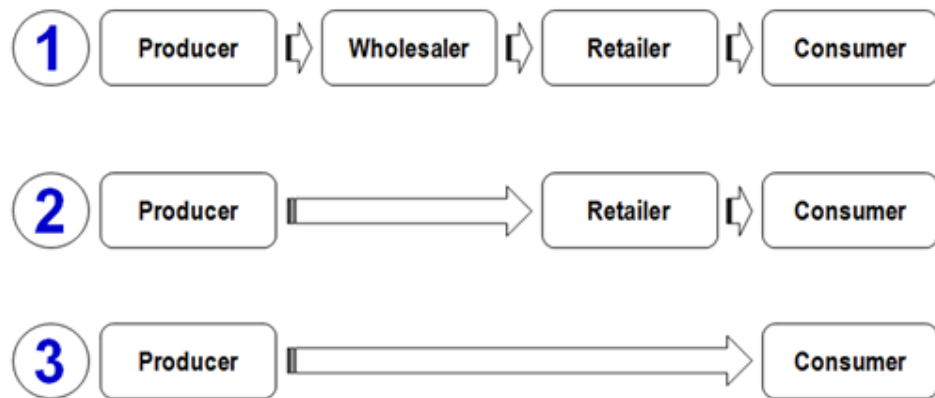 1 Producer Wholesaler Retailer Consumer
2 Producer Retailer Consumer
3 Producer Consumer